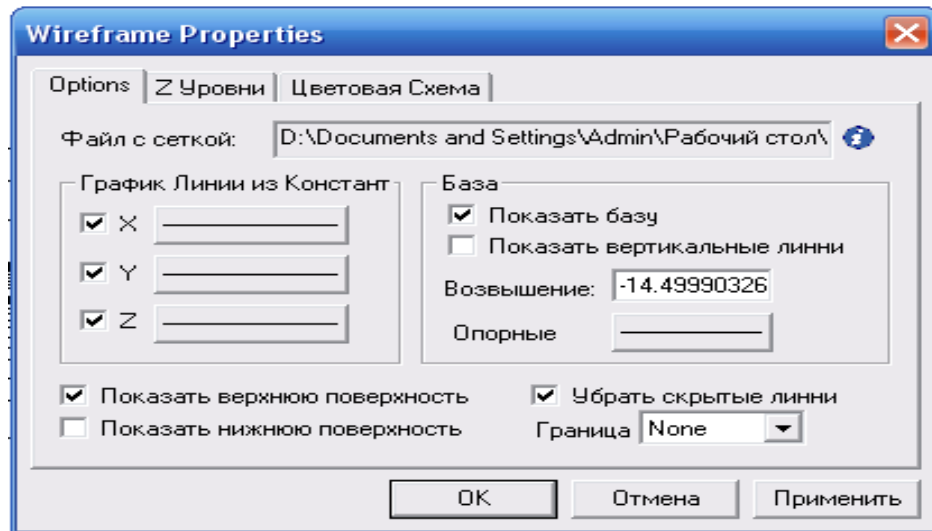 Wireframe Properties
Options Z Уровни Цветовая Схема
Файл с сеткой: D:\Documents and Settings\Admin\Рабочий стол\
График Линии из Констант
X
Y
Z
База
Показать базу
Показать вертикальные линни
Возвышение: -14.49990326
Опорные
Показать верхнюю поверхность
Показать нижнюю поверхность
Убрать скрытые линни
Граница None
OK Отмена Применить